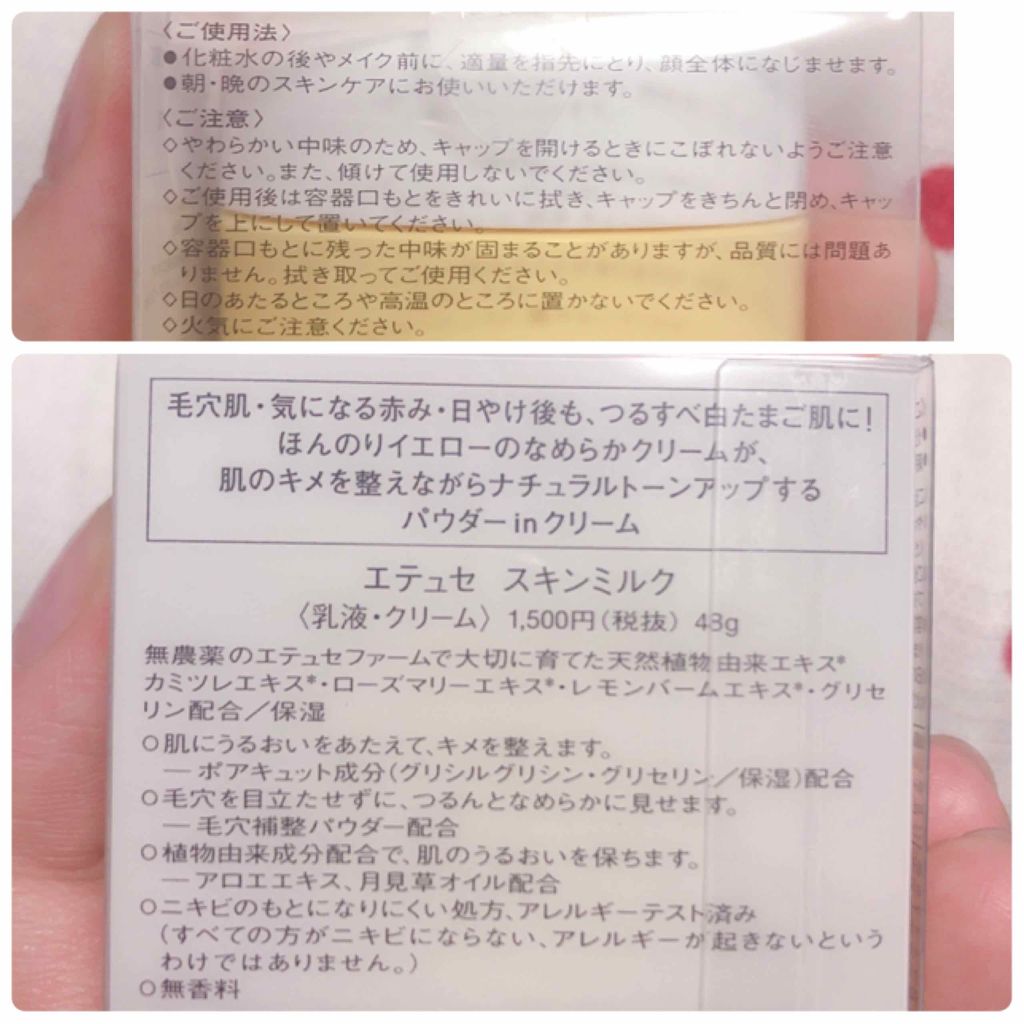 〈ご使用法〉
●化粧水の後やメイク前に、適量を指先にとり、顔全体になじませます。
●朝・晩のスキンケアにお使いいただけます。
〈ご注意〉
◇やわらかい中味のため、キャップを開けるときにこぼれないようご注意
ください。また、傾けて使用しないでください。
◇ご使用後は容器口もとをきれいに拭き、キャップをきちんと閉め、キャッ
プを上にして置いてください。
◇容器口もとに残った中味が固まることがありますが、品質には問題あ
りません。拭き取ってご使用ください。
◇日のあたるところや高温のところに置かないでください。
◇火気にご注意ください。
毛穴肌・気になる赤み・日やけ後も、つるすべ白たまご肌に!
ほんのりイエローのなめらかクリームが、
肌のキメを整えながらナチュラルトーンアップする
パウダー in クリーム
エテュセ スキンミルク
〈乳液・クリーム〉 1,500円(税抜) 48g
無農薬のエテュセファームで大切に育てた天然植物由来エキス*
カミツレエキス*・ローズマリーエキス*・レモンバームエキス*・グリセ
リン配合/保湿
○肌にうるおいをあたえて、キメを整えます。
― ポアキュット成分(グリシルグリシン・グリセリン/保湿)配合
○毛穴を目立たせずに、つるんとなめらかに見せます。
― 毛穴補整パウダー配合
○植物由来成分配合で、肌のうるおいを保ちます。
― アロエエキス、月見草オイル配合
○ニキビのもとになりにくい処方、アレルギーテスト済み
(すべての方がニキビにならない、アレルギーが起きないという
わけではありません。)
○無香料